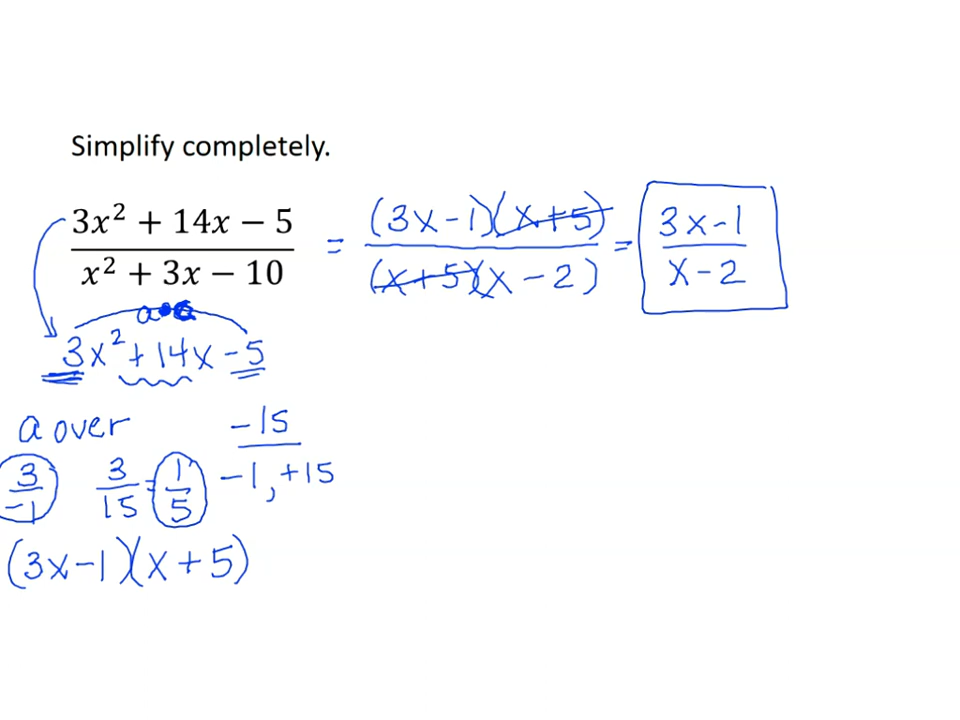 Simplify completely.
3x² + 14x − 5 / x² + 3x − 10 = (3x − 1)(x+5) / (x+5)(x − 2) = 3x − 1 / x − 2
3x² + 14x − 5
a over
−15
3/−1 3/15 = 1/5 −1, +15
(3x − 1)(x + 5)